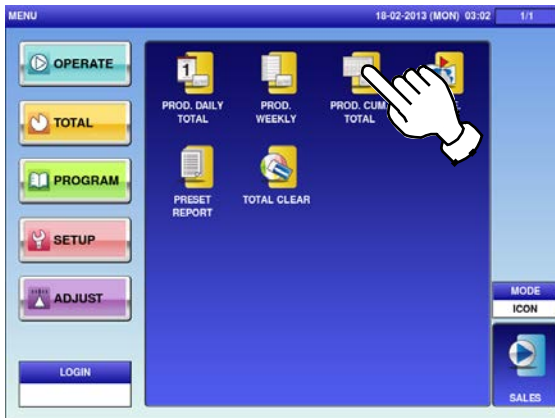 MENU
18-02-2013 (MON) 03:02
1/1
OPERATE
TOTAL
PROGRAM
SETUP
ADJUST
LOGIN
PROD. DAILY
TOTAL
PROD.
WEEKLY
PROD. CUM.
TOTAL
PRESET
REPORT
TOTAL CLEAR
MODE
ICON
SALES